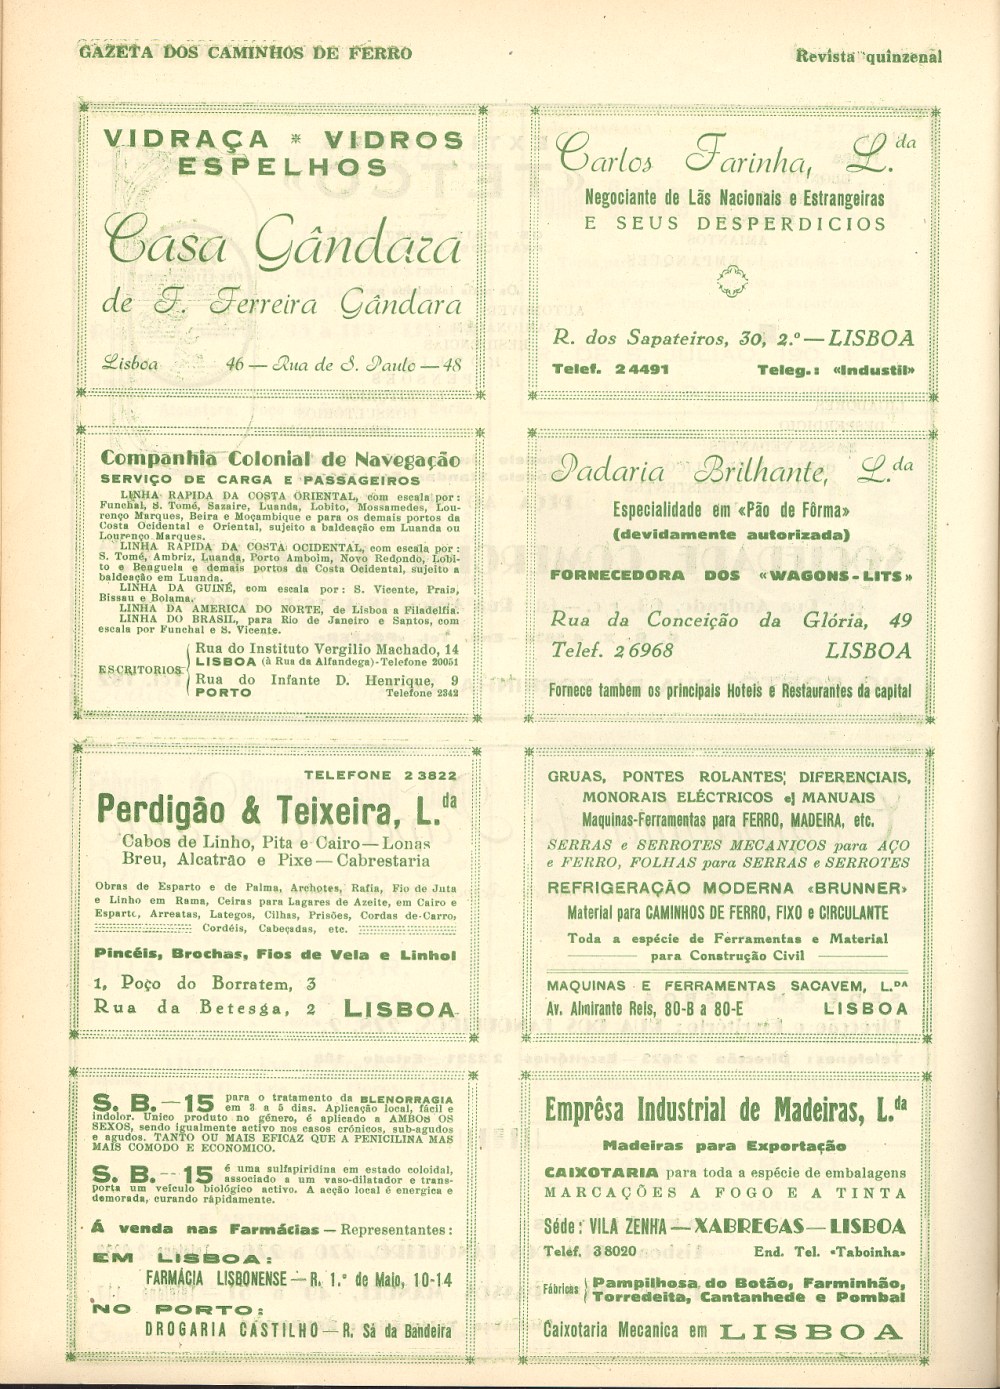 GAZETA DOS CAMINHOS DE FERRO
Revista quinzenal
VIDRAÇA * VIDROS
ESPELHOS
Casa Gândara
de F. Ferreira Gândara
Lisboa 46 — Rua de S. Paulo — 48
Carlos Farinha, L.da
Negociante de Lãs Nacionais e Estrangeiras
E SEUS DESPERDICIOS
R. dos Sapateiros, 30, 2.º — LISBOA
Telef. 2 4491 Teleg.: «Industil»
Companhia Colonial de Navegação
SERVIÇO DE CARGA E PASSAGEIROS
LINHA RAPIDA DA COSTA ORIENTAL, com escala por:
Funchal, S. Tomé, Sazaire, Luanda, Lobito, Mossamedes, Lou-
renço Marques, Beira e Moçambique e para os demais portos da
Costa Ocidental e Oriental, sujeito a baldeação em Luanda ou
Lourenço Marques.
LINHA RAPIDA DA COSTA OCIDENTAL, com escala por:
S. Tomé, Ambriz, Luanda, Porto Amboim, Novo Redondo, Lobi-
to e Benguela e demais portos da Costa Ocidental, sujeito a
baldeação em Luanda.
LINHA DA GUINÉ, com escala por: S. Vicente, Praia,
Bissau e Bolama.
LINHA DA AMERICA DO NORTE, de Lisboa a Filadelfia.
LINHA DO BRASIL, para Rio de Janeiro e Santos, com
escala por Funchal e S. Vicente.
ESCRITORIOS
Rua do Instituto Vergilio Machado, 14
LISBOA (à Rua da Alfandega) - Telefone 20051
Rua do Infante D. Henrique, 9
PORTO Telefone 2342
Padaria Brilhante, L.da
Especialidade em «Pão de Fôrma»
(devidamente autorizada)
FORNECEDORA DOS «WAGONS-LITS»
Rua da Conceição da Glória, 49
Telef. 2 6968 LISBOA
Fornece tambem os principais Hoteis e Restaurantes da capital
TELEFONE 2 3822
Perdigão & Teixeira, L.da
Cabos de Linho, Pita e Cairo — Lonas
Breu, Alcatrão e Pixe — Cabrestaria
Obras de Esparto e de Palma, Archotes, Rafia, Fio de Juta
e Linho em Rama, Ceiras para Lagares de Azeite, em Cairo e
Esparto, Arreatas, Lategos, Cilhas, Prisões, Cordas de-Carro,
Cordéis, Cabeçadas, etc.
Pincéis, Brochas, Fios de Vela e Linhol
1, Poço do Borratem, 3
Rua da Betesga, 2 LISBOA
GRUAS, PONTES ROLANTES, DIFERENCIAIS,
MONORAIS ELÉCTRICOS e MANUAIS
Maquinas-Ferramentas para FERRO, MADEIRA, etc.
SERRAS e SERROTES MECANICOS para AÇO
e FERRO, FOLHAS para SERRAS e SERROTES
REFRIGERAÇÃO MODERNA «BRUNNER»
Material para CAMINHOS DE FERRO, FIXO e CIRCULANTE
Toda a espécie de Ferramentas e Material
para Construção Civil
MAQUINAS E FERRAMENTAS SACAVEM, L.DA
Av. Almirante Reis, 80-B a 80-E LISBOA
S. B. — 15 para o tratamento da BLENORRAGIA
em 3 a 5 dias. Aplicação local, fácil e
indolor. Unico produto no género, é aplicado a AMBOS OS
SEXOS, sendo igualmente activo nos casos crónicos, sub-agudos
e agudos. TANTO OU MAIS EFICAZ QUE A PENICILINA MAS
MAIS COMODO E ECONOMICO.
S. B. — 15 é uma sulfapiridina em estado coloidal,
associado a um vaso-dilatador e trans-
porta um veículo biológico activo. A acção local é energica e
demorada, curando rápidamente.
Á venda nas Farmácias — Representantes:
EM LISBOA:
FARMÁCIA LISBONENSE — R. 1.º de Maio, 10-14
NO PORTO:
DROGARIA CASTILHO — R. Sá da Bandeira
Emprêsa Industrial de Madeiras, L.da
Madeiras para Exportação
CAIXOTARIA para toda a espécie de embalagens
MARCAÇÕES A FOGO E A TINTA
Séde: VILA ZENHA — XABREGAS — LISBOA
Teléf. 3 8020 End. Tel. «Taboinha»
Fábricas Pampilhosa do Botão, Farminhão,
Torredeita, Cantanhede e Pombal
Caixotaria Mecanica em LISBOA